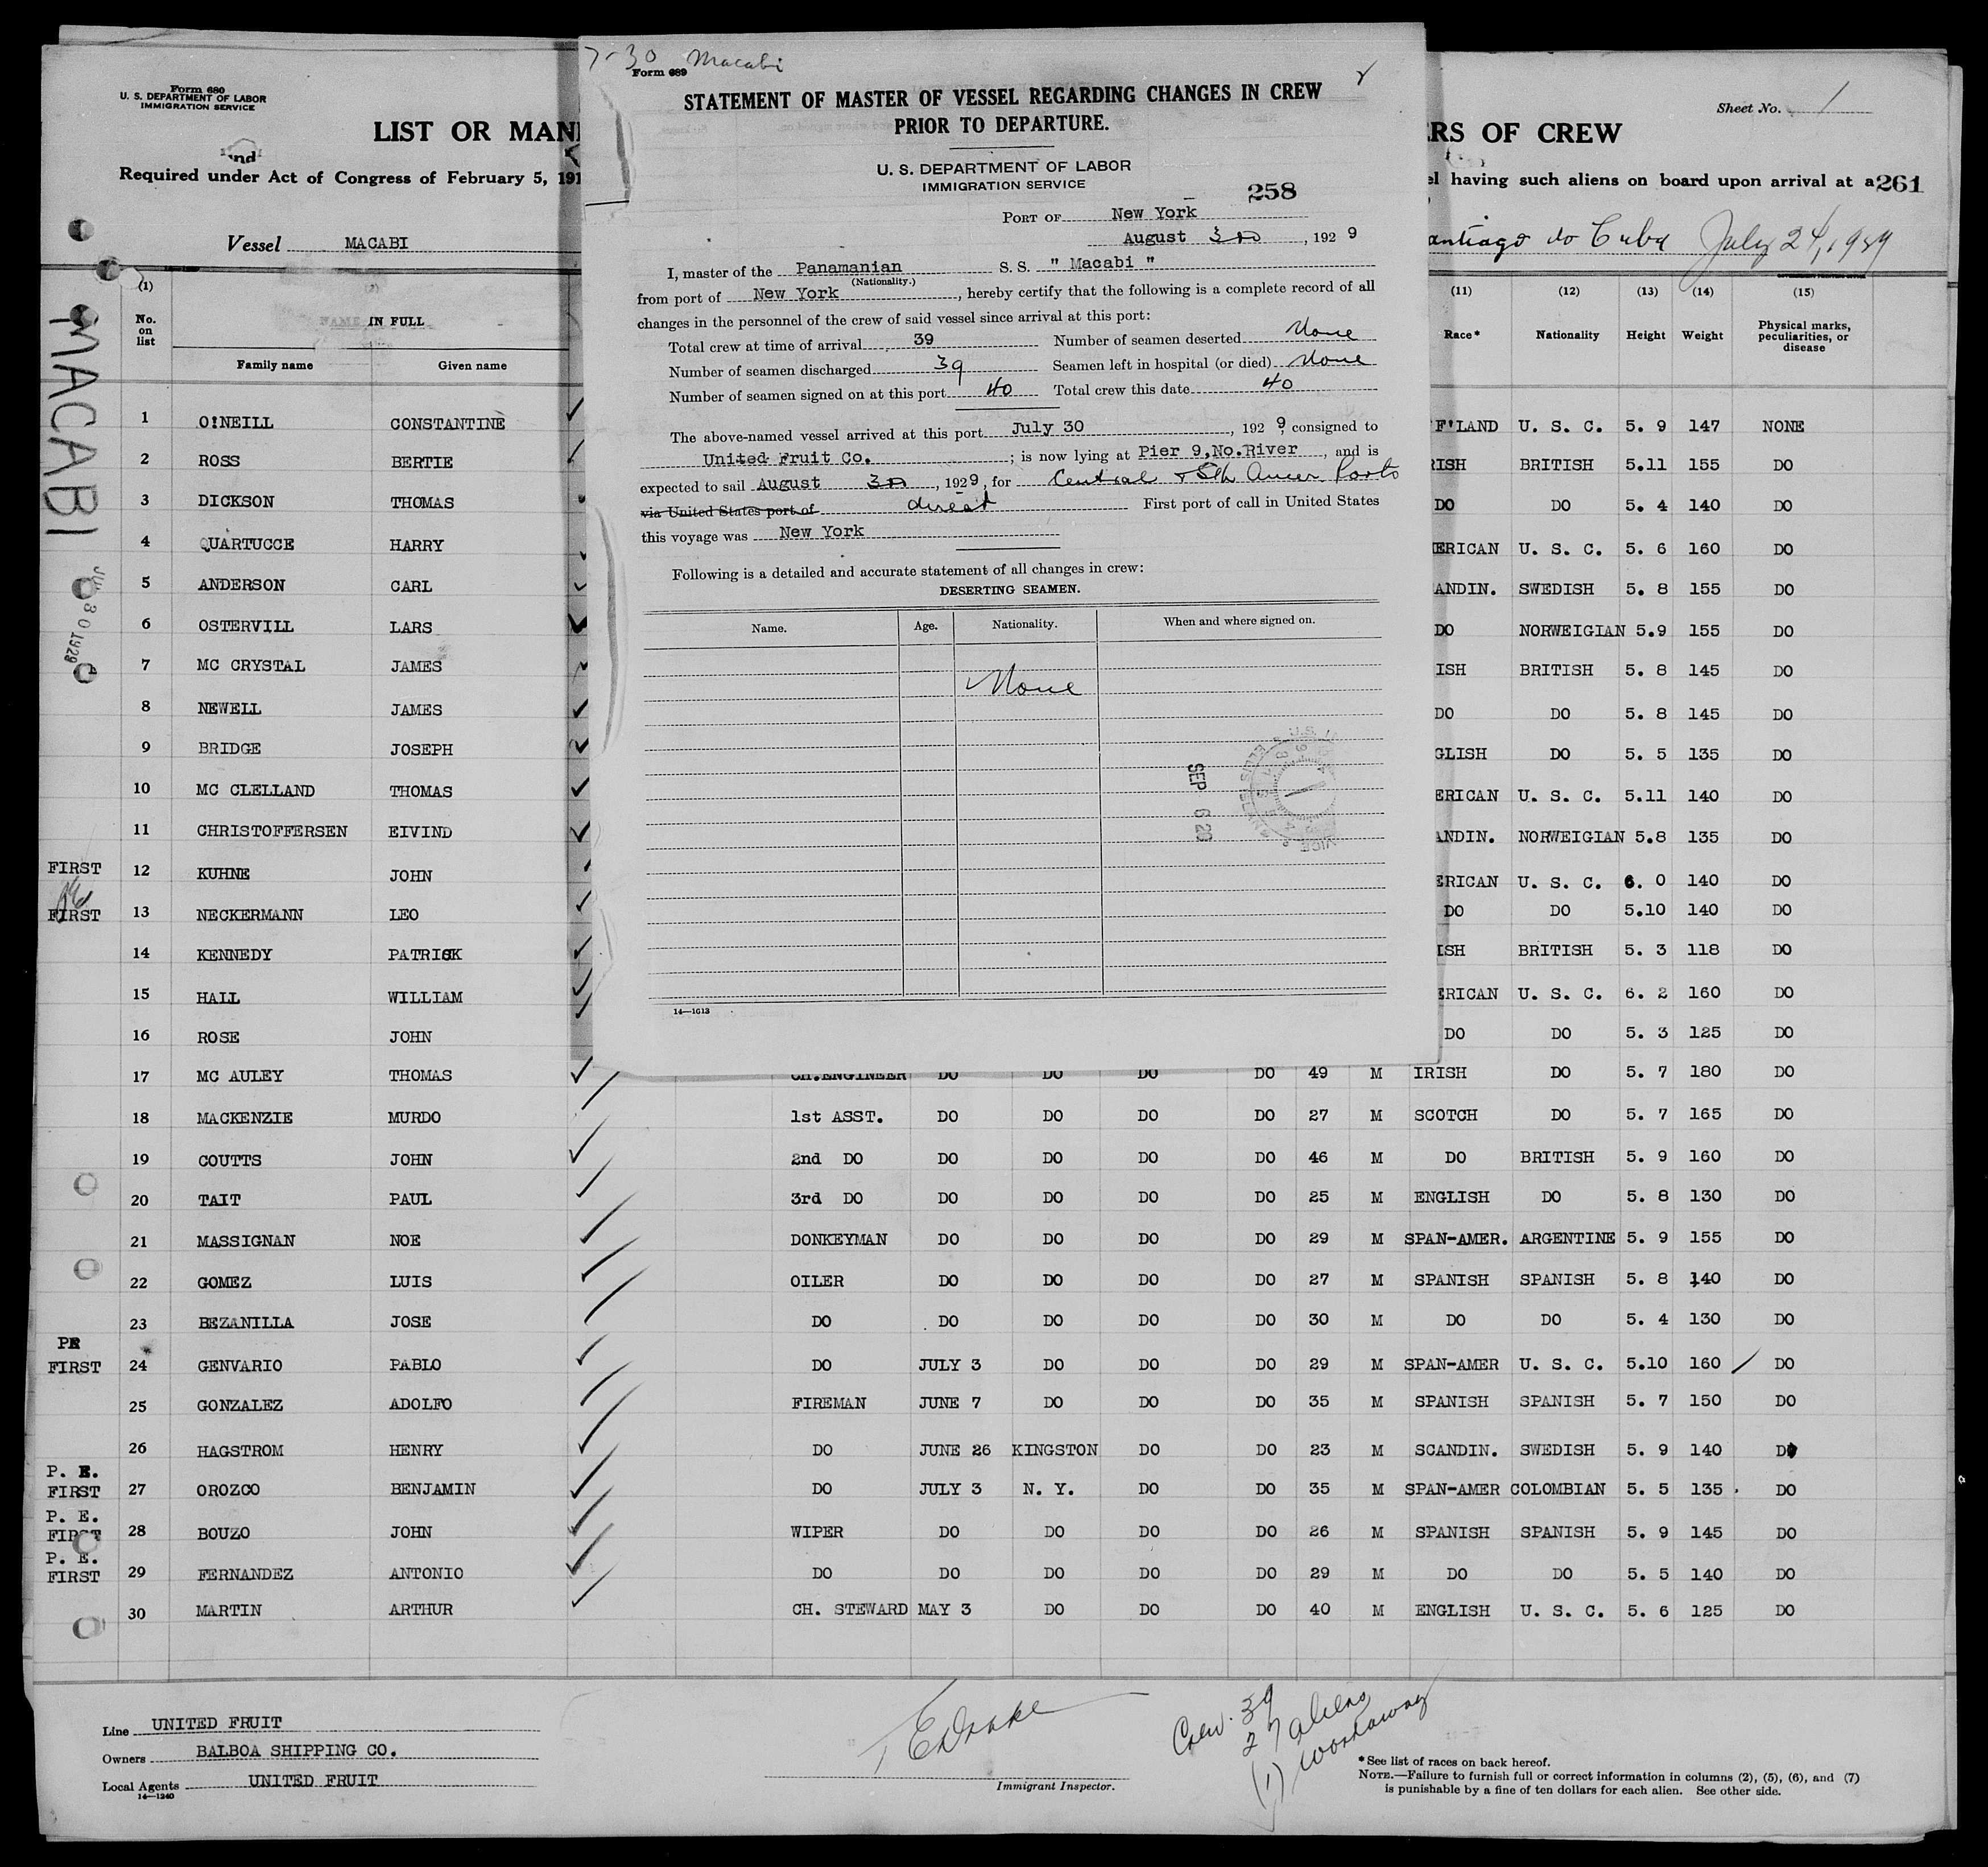 7-30 Macabi
Form 689
STATEMENT OF MASTER OF VESSEL REGARDING CHANGES IN CREW
PRIOR TO DEPARTURE.
U. S. DEPARTMENT OF LABOR
IMMIGRATION SERVICE
258
PORT OF New York
August , 1929
I, master of the Panamanian S. S. " Macabi "
(Nationality.)
from port of New York, hereby certify that the following is a complete record of all
changes in the personnel of the crew of said vessel since arrival at this port:
Total crew at time of arrival 39 Number of seamen deserted None
Number of seamen discharged 39 Seamen left in hospital (or died) None
Number of seamen signed on at this port 40 Total crew this date 40
The above-named vessel arrived at this port July 30, 1929, consigned to
United Fruit Co. ; is now lying at Pier 9,No.River, and is
expected to sail August , 1929, for Central & Sth Amer Ports
via United States port of direct First port of call in United States
this voyage was New York
Following is a detailed and accurate statement of all changes in crew:
DESERTING SEAMEN.
Name. Age. Nationality. When and where signed on.
None
SEP 6 29
14—1613
Form 680
U. S. DEPARTMENT OF LABOR
IMMIGRATION SERVICE
Sheet No. 1
LIST OR MAN ERS OF CREW
Required under Act of Congress of February 5, 191 el having such aliens on board upon arrival at a
261
Vessel MACABI antiago do Cuba July 24, 1929
MACABI
JUL 30 1929
(1) (2) (11) (12) (13) (14) (15)
No. on list NAME IN FULL Race* Nationality Height Weight Physical marks, peculiarities, or disease
Family name Given name
1 O'NEILL CONSTANTINE F'LAND U. S. C. 5. 9 147 NONE
2 ROSS BERTIE RISH BRITISH 5.11 155 DO
3 DICKSON THOMAS DO DO 5. 4 140 DO
4 QUARTUCCE HARRY ERICAN U. S. C. 5. 6 160 DO
5 ANDERSON CARL ANDIN. SWEDISH 5. 8 155 DO
6 OSTERVILL LARS DO NORWEIGIAN 5.9 155 DO
7 MC CRYSTAL JAMES ISH BRITISH 5. 8 145 DO
8 NEWELL JAMES DO DO 5. 8 145 DO
9 BRIDGE JOSEPH GLISH DO 5. 5 135 DO
10 MC CLELLAND THOMAS ERICAN U. S. C. 5.11 140 DO
11 CHRISTOFFERSEN EIVIND ANDIN. NORWEIGIAN 5.8 135 DO
FIRST 12 KUHNE JOHN ERICAN U. S. C. 6. 0 140 DO
FIRST 13 NECKERMANN LEO DO DO 5.10 140 DO
14 KENNEDY PATRICK ISH BRITISH 5. 3 118 DO
15 HALL WILLIAM ERICAN U. S. C. 6. 2 160 DO
16 ROSE JOHN DO DO 5. 3 125 DO
17 MC AULEY THOMAS CH.ENGINEER DO DO DO DO 49 M IRISH DO 5. 7 180 DO
18 MACKENZIE MURDO 1st ASST. DO DO DO DO 27 M SCOTCH DO 5. 7 165 DO
19 COUTTS JOHN 2nd DO DO DO DO DO 46 M DO BRITISH 5. 9 160 DO
20 TAIT PAUL 3rd DO DO DO DO DO 25 M ENGLISH DO 5. 8 130 DO
21 MASSIGNAN NOE DONKEYMAN DO DO DO DO 29 M SPAN-AMER. ARGENTINE 5. 9 155 DO
22 GOMEZ LUIS OILER DO DO DO DO 27 M SPANISH SPANISH 5. 8 140 DO
23 BEZANILLA JOSE DO DO DO DO DO 30 M DO DO 5. 4 130 DO
PE
FIRST 24 GENVARIO PABLO DO JULY 3 DO DO DO 29 M SPAN-AMER U. S. C. 5.10 160 DO
25 GONZALEZ ADOLFO FIREMAN JUNE 7 DO DO DO 35 M SPANISH SPANISH 5. 7 150 DO
26 HAGSTROM HENRY DO JUNE 26 KINGSTON DO DO 23 M SCANDIN. SWEDISH 5. 9 140 DO
P. E.
FIRST 27 OROZCO BENJAMIN DO JULY 3 N. Y. DO DO 35 M SPAN-AMER COLOMBIAN 5. 5 135 DO
P. E.
FIRST 28 BOUZO JOHN WIPER DO DO DO DO 26 M SPANISH SPANISH 5. 9 145 DO
P. E.
FIRST 29 FERNANDEZ ANTONIO DO DO DO DO DO 29 M DO DO 5. 5 140 DO
30 MARTIN ARTHUR CH. STEWARD MAY 3 DO DO DO 40 M ENGLISH U. S. C. 5. 6 125 DO
Line UNITED FRUIT
Owners BALBOA SHIPPING CO.
Local Agents UNITED FRUIT
14—1240
Immigrant Inspector.
Crew. 39
27 aliens
(1) workaway
*See list of races on back hereof.
NOTE.—Failure to furnish full or correct information in columns (2), (5), (6), and (7)
is punishable by a fine of ten dollars for each alien. See other side.